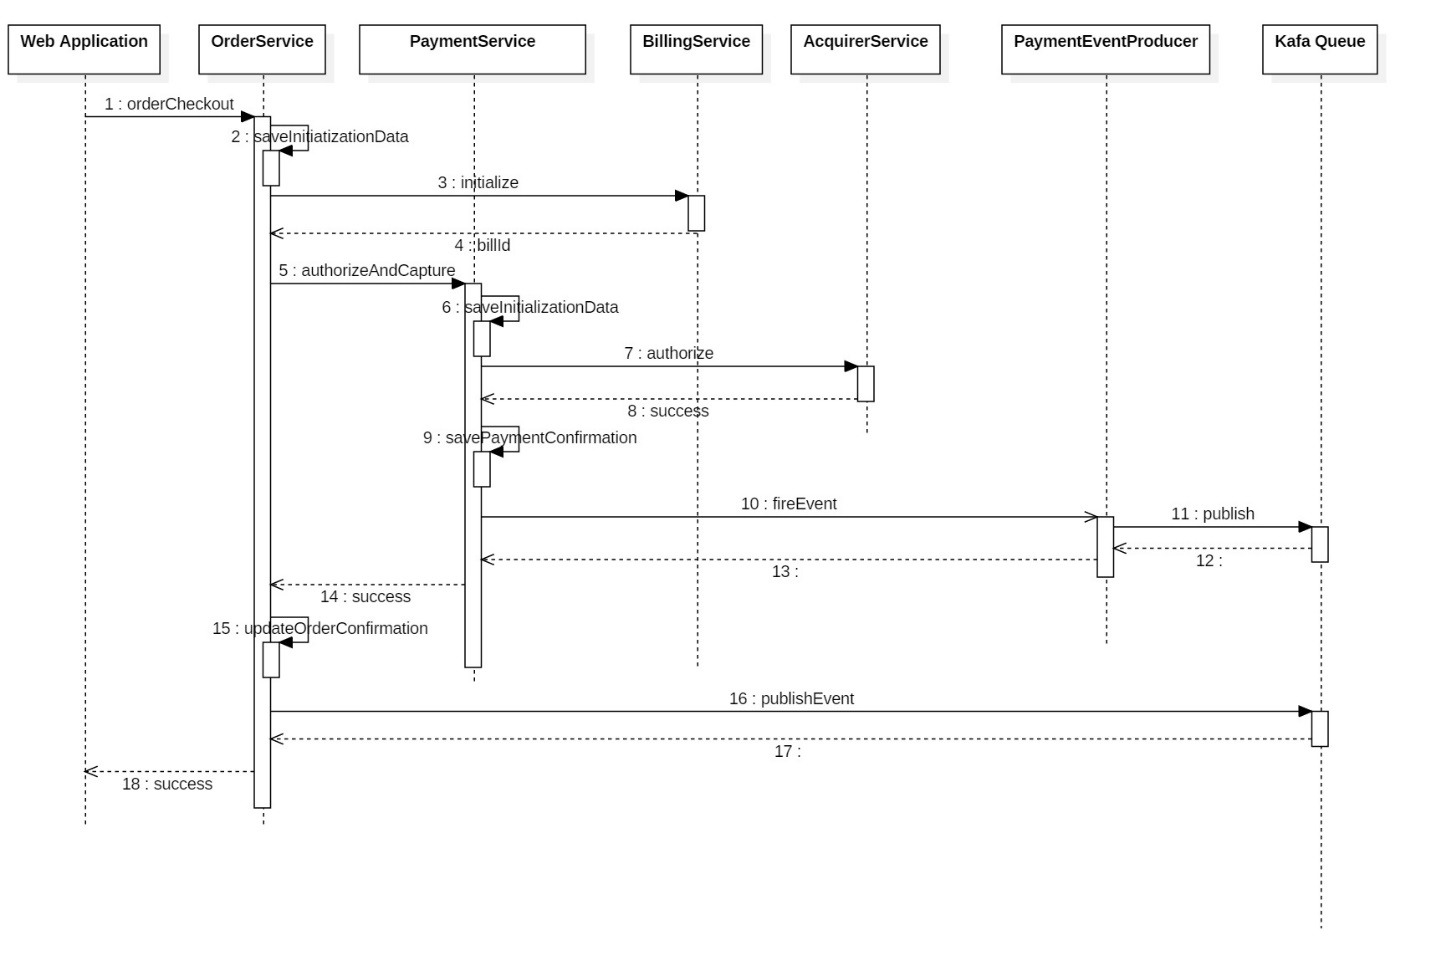 Web Application
OrderService
PaymentService
BillingService
AcquirerService
PaymentEventProducer
Kafa Queue
1 : orderCheckout
2 : saveInitiatizationData
3 : initialize
4 : billId
5 : authorizeAndCapture
6 : saveInitializationData
7 : authorize
8 : success
9 : savePaymentConfirmation
10 : fireEvent
11 : publish
12 :
13 :
14 : success
15 : updateOrderConfirmation
16 : publishEvent
17 :
18 : success